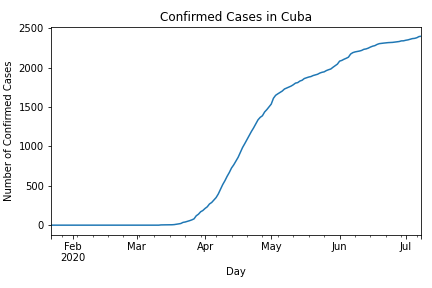 Confirmed Cases in Cuba
2500
2000
1500
1000
500
0
Number of Confirmed Cases
Feb Mar Apr May Jun Jul
2020
Day